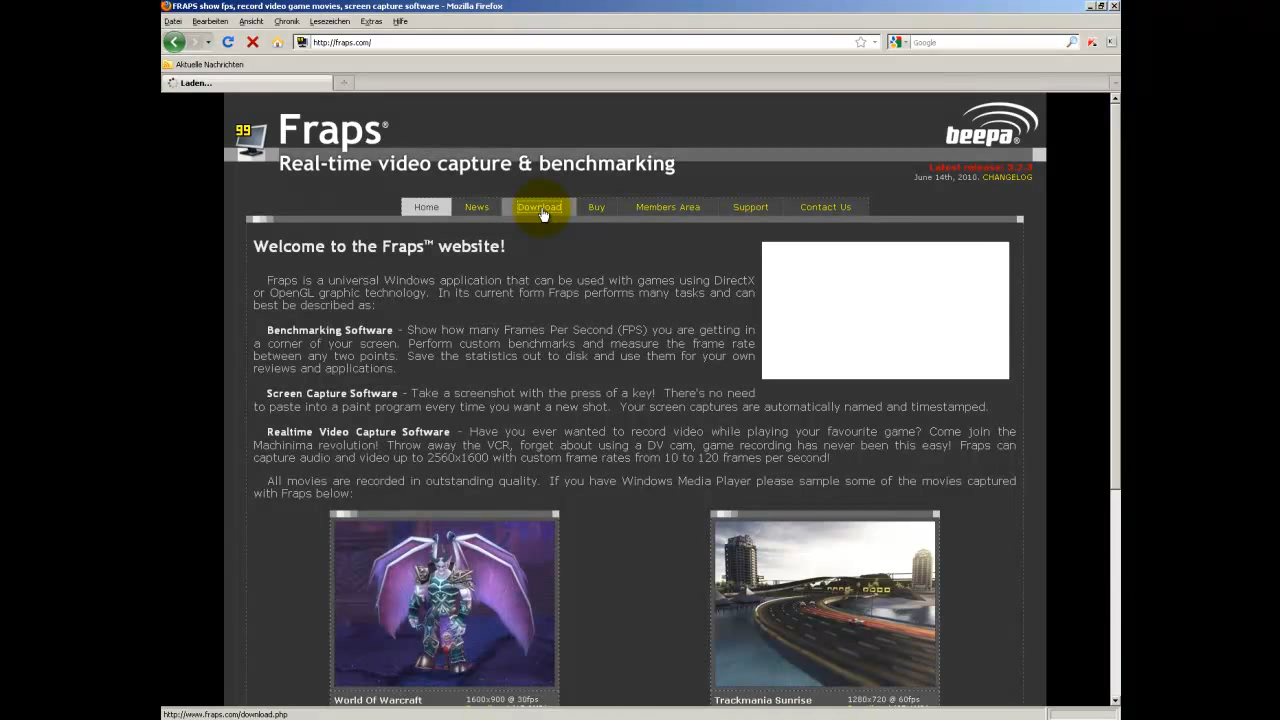 FRAPS show fps, record video game movies, screen capture software - Mozilla Firefox
Datei Bearbeiten Ansicht Chronik Lesezeichen Extras Hilfe
http://fraps.com/
Google
Aktuelle Nachrichten
Laden...
99
Fraps®
beepa®
Real-time video capture & benchmarking
Latest release: 3.2.3
June 14th, 2010. CHANGELOG
Home News Download Buy Members Area Support Contact Us
Welcome to the Fraps™ website!
Fraps is a universal Windows application that can be used with games using DirectX
or OpenGL graphic technology. In its current form Fraps performs many tasks and can
best be described as:
Benchmarking Software - Show how many Frames Per Second (FPS) you are getting in
a corner of your screen. Perform custom benchmarks and measure the frame rate
between any two points. Save the statistics out to disk and use them for your own
reviews and applications.
Screen Capture Software - Take a screenshot with the press of a key! There's no need
to paste into a paint program every time you want a new shot. Your screen captures are automatically named and timestamped.
Realtime Video Capture Software - Have you ever wanted to record video while playing your favourite game? Come join the
Machinima revolution! Throw away the VCR, forget about using a DV cam, game recording has never been this easy! Fraps can
capture audio and video up to 2560x1600 with custom frame rates from 10 to 120 frames per second!
All movies are recorded in outstanding quality. If you have Windows Media Player please sample some of the movies captured
with Fraps below:
World Of Warcraft 1600x900 @ 30fps
Trackmania Sunrise 1280x720 @ 60fps
http://www.fraps.com/download.php